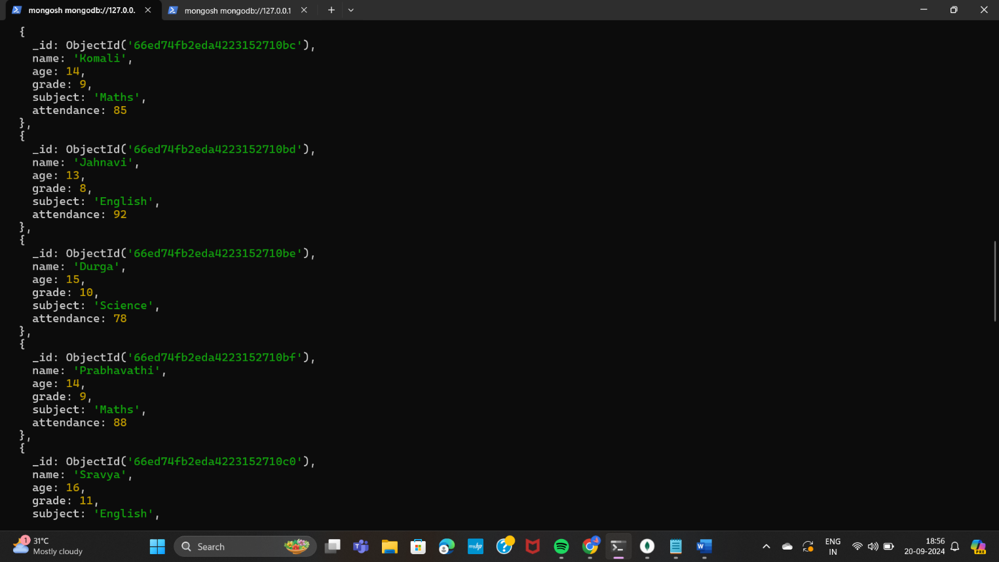 mongosh mongodb://127.0.0.
mongosh mongodb://127.0.0.1
{
_id: ObjectId('66ed74fb2eda4223152710bc'),
name: 'Komali',
age: 14,
grade: 9,
subject: 'Maths',
attendance: 85
},
{
_id: ObjectId('66ed74fb2eda4223152710bd'),
name: 'Jahnavi',
age: 13,
grade: 8,
subject: 'English',
attendance: 92
},
{
_id: ObjectId('66ed74fb2eda4223152710be'),
name: 'Durga',
age: 15,
grade: 10,
subject: 'Science',
attendance: 78
},
{
_id: ObjectId('66ed74fb2eda4223152710bf'),
name: 'Prabhavathi',
age: 14,
grade: 9,
subject: 'Maths',
attendance: 88
},
{
_id: ObjectId('66ed74fb2eda4223152710c0'),
name: 'Sravya',
age: 16,
grade: 11,
subject: 'English',
1
31°C
Mostly cloudy
Search
myhp
ENG
IN
18:56
20-09-2024
PRE